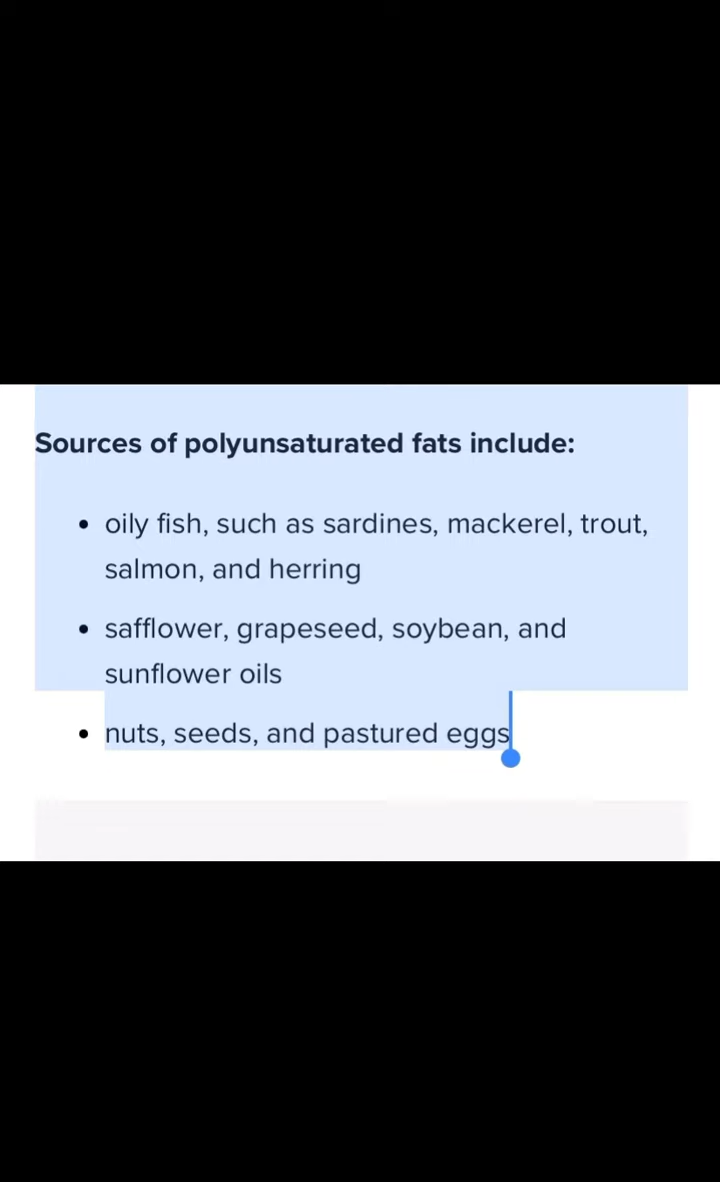 Sources of polyunsaturated fats include:
• oily fish, such as sardines, mackerel, trout,
salmon, and herring
• safflower, grapeseed, soybean, and
sunflower oils
• nuts, seeds, and pastured eggs